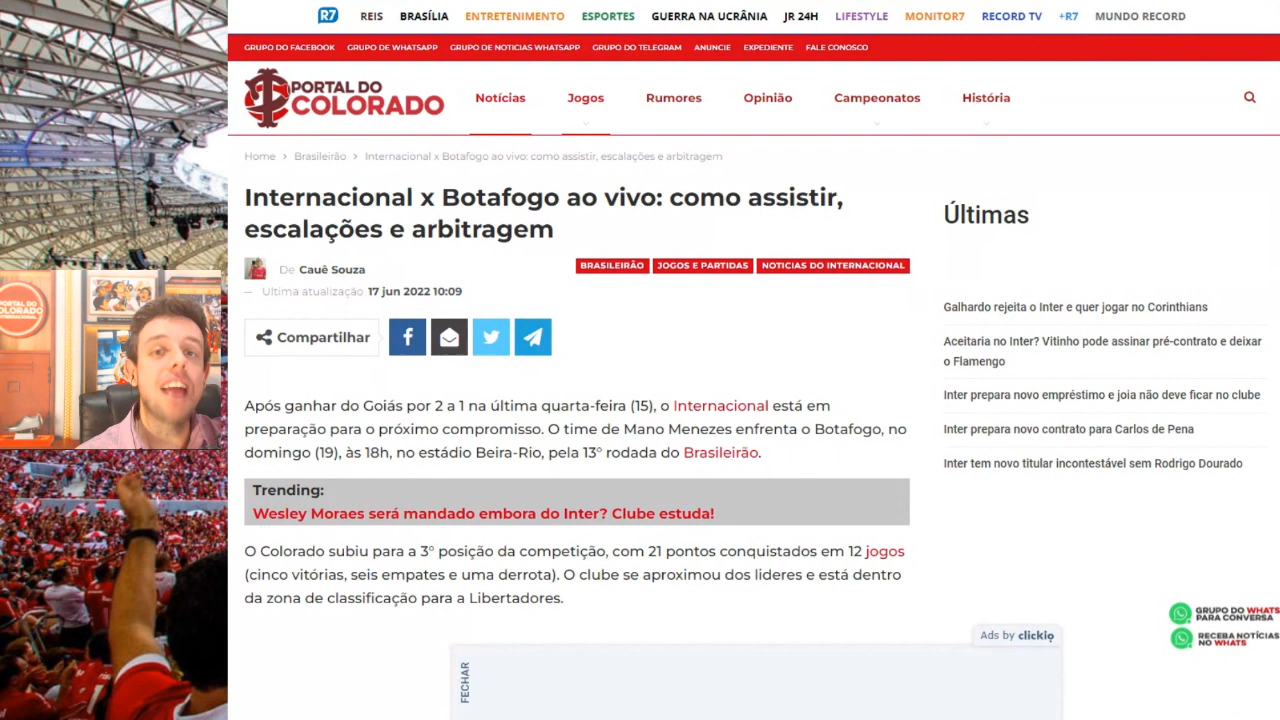 R7 REIS BRASÍLIA ENTRETENIMENTO ESPORTES GUERRA NA UCRÂNIA JR 24H LIFESTYLE MONITOR7 RECORD TV +R7 MUNDO RECORD
GRUPO DO FACEBOOK GRUPO DE WHATSAPP GRUPO DE NOTICIAS WHATSAPP GRUPO DO TELEGRAM ANUNCIE EXPEDIENTE FALE CONOSCO
PORTAL DO
COLORADO
Notícias Jogos Rumores Opinião Campeonatos História
Home > Brasileirão > Internacional x Botafogo ao vivo: como assistir, escalações e arbitragem
Internacional x Botafogo ao vivo: como assistir,
escalações e arbitragem
De Cauê Souza
BRASILEIRÃO JOGOS E PARTIDAS NOTICIAS DO INTERNACIONAL
— Ultima atualização 17 jun 2022 10:09
Compartilhar
Após ganhar do Goiás por 2 a 1 na última quarta-feira (15), o Internacional está em
preparação para o próximo compromisso. O time de Mano Menezes enfrenta o Botafogo, no
domingo (19), às 18h, no estádio Beira-Rio, pela 13º rodada do Brasileirão.
Trending:
Wesley Moraes será mandado embora do Inter? Clube estuda!
O Colorado subiu para a 3º posição da competição, com 21 pontos conquistados em 12 jogos
(cinco vitórias, seis empates e uma derrota). O clube se aproximou dos lideres e está dentro
da zona de classificação para a Libertadores.
Ads by clickio
FECHAR
Últimas
Galhardo rejeita o Inter e quer jogar no Corinthians
Aceitaria no Inter? Vitinho pode assinar pré-contrato e deixar
o Flamengo
Inter prepara novo empréstimo e joia não deve ficar no clube
Inter prepara novo contrato para Carlos de Pena
Inter tem novo titular incontestável sem Rodrigo Dourado
GRUPO DO WHATS
PARA CONVERSA
RECEBA NOTÍCIAS
NO WHATS
PORTAL DO
COLORADO